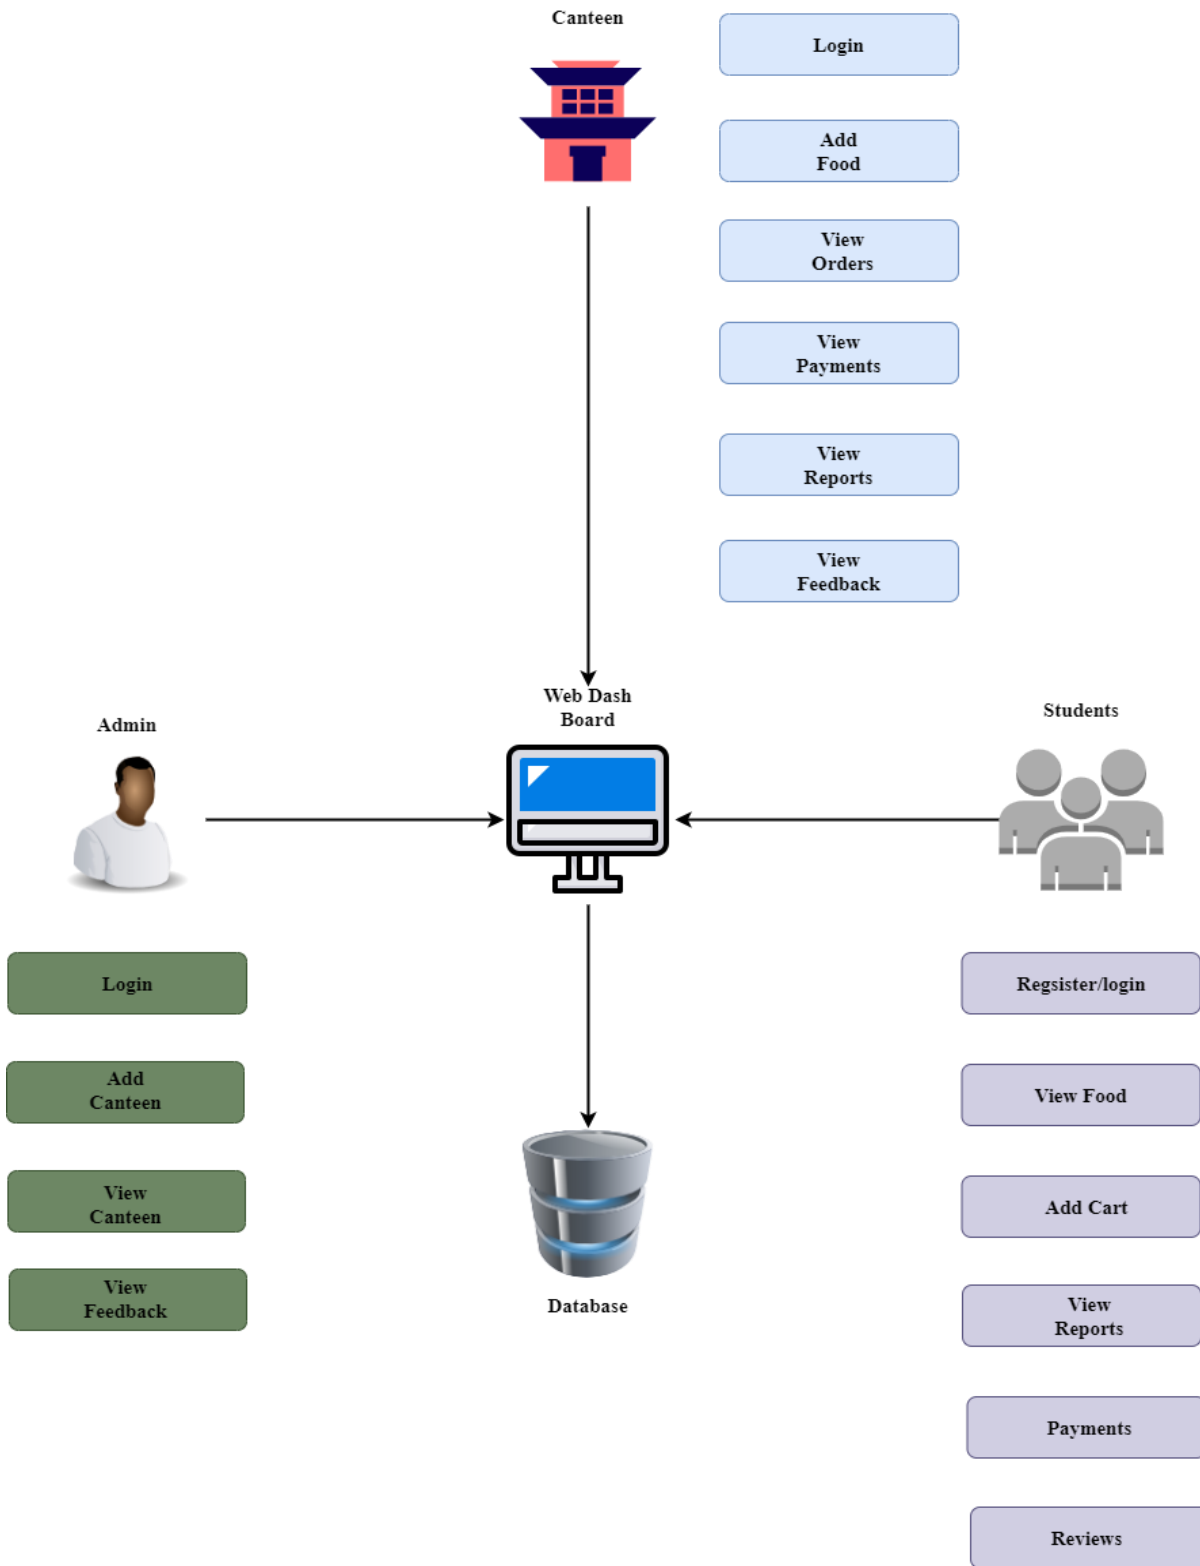 Canteen
Login
Add
Food
View
Orders
View
Payments
View
Reports
View
Feedback
Web Dash
Board
Admin
Students
Login
Add
Canteen
View
Canteen
View
Feedback
Database
Regsister/login
View Food
Add Cart
View
Reports
Payments
Reviews